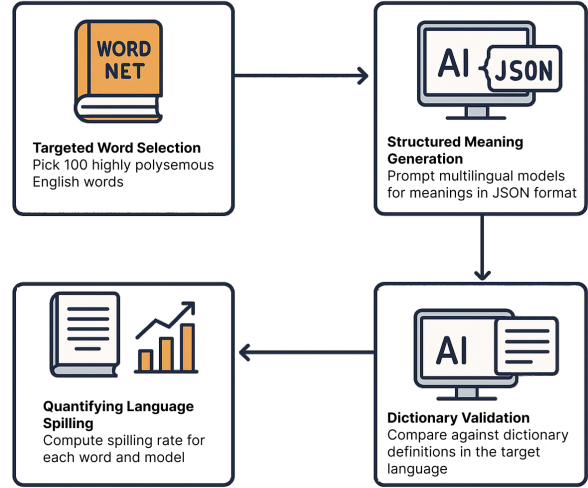 WORD
NET
Targeted Word Selection
Pick 100 highly polysemous
English words
AI
JSON
Structured Meaning
Generation
Prompt multilingual models
for meanings in JSON format
AI
Dictionary Validation
Compare against dictionary
definitions in the target
language
Quantifying Language
Spilling
Compute spilling rate for
each word and model